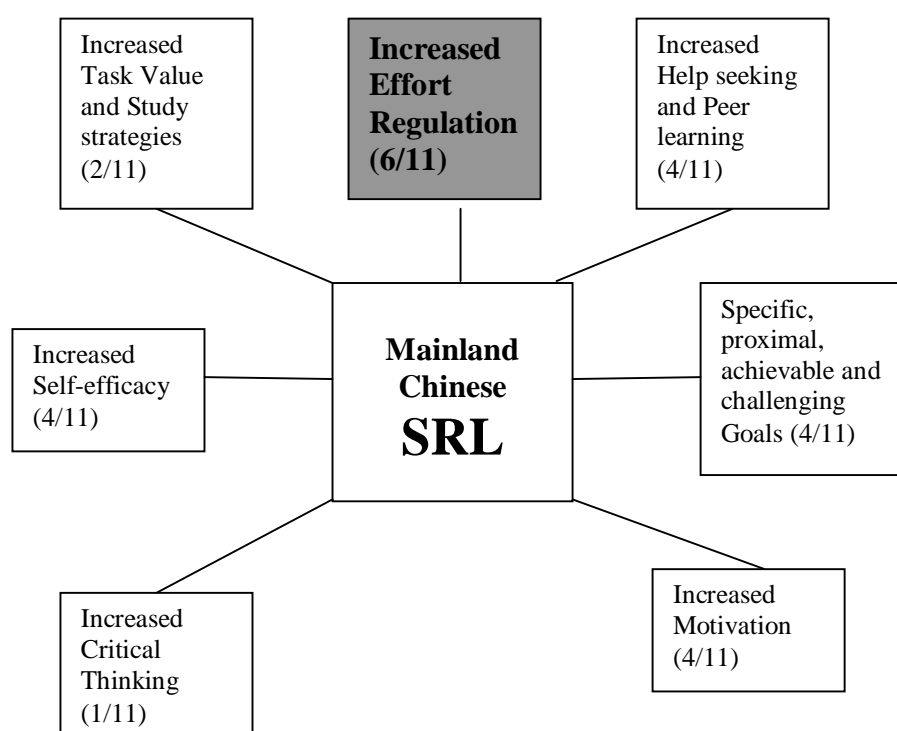 Increased
Task Value
and Study
strategies
(2/11)
Increased
Effort
Regulation
(6/11)
Increased
Help seeking
and Peer
learning
(4/11)
Increased
Self-efficacy
(4/11)
Mainland
Chinese
SRL
Specific,
proximal,
achievable and
challenging
Goals (4/11)
Increased
Critical
Thinking
(1/11)
Increased
Motivation
(4/11)